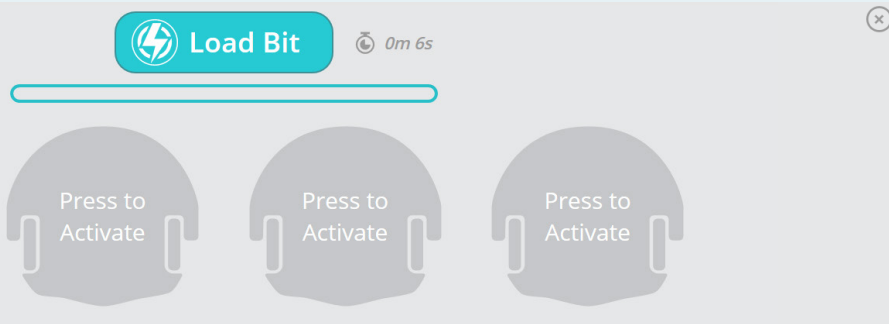 Load Bit
0m 6s
Press to
Activate
Press to
Activate
Press to
Activate